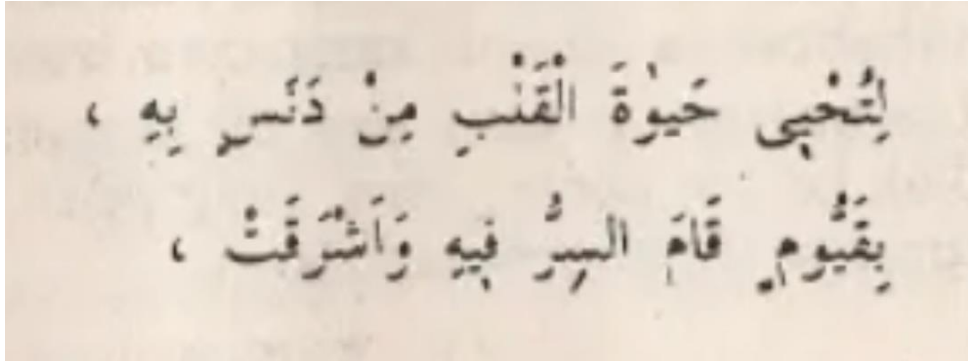 لِتُحْيِى حَيٰوةَ الْقَلْبِ مِنْ دَنَسٍ بِهِ ،
بِقَيُّومٍ قَامَ السِرُّ فِيهِ وَاَشْرَقَتْ ،